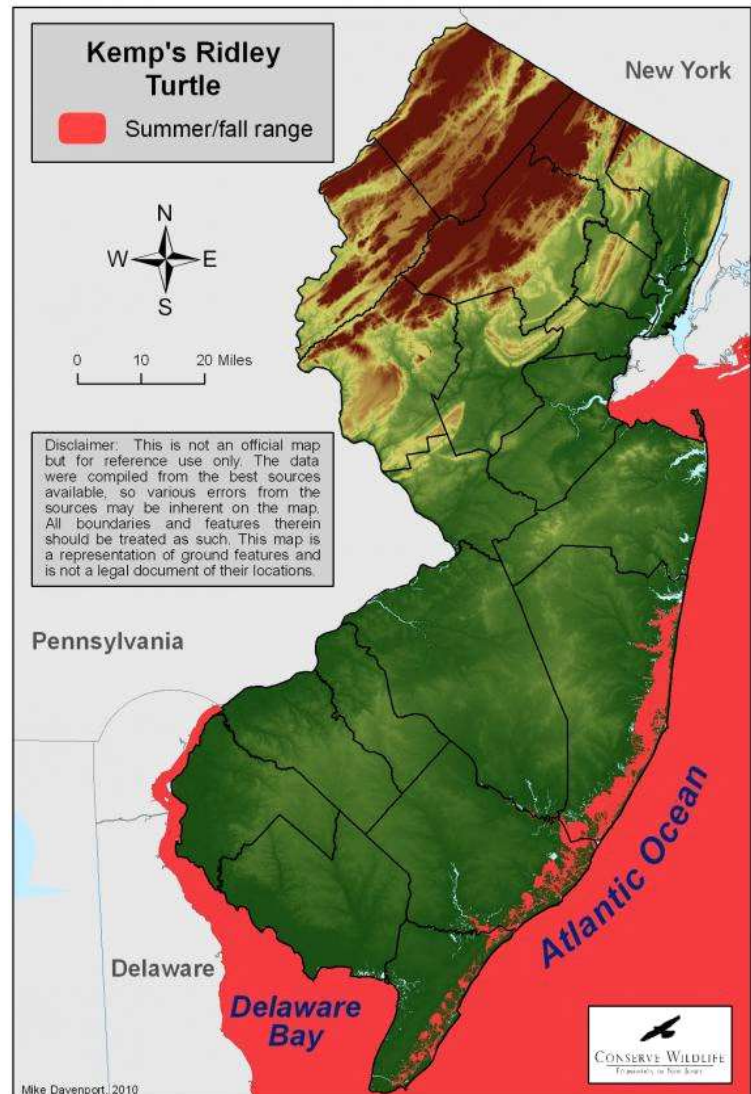 Kemp's Ridley
Turtle
Summer/fall range
New York
N
W E
S
0 10 20 Miles
Disclaimer: This is not an official map
but for reference use only. The data
were compiled from the best sources
available, so various errors from the
sources may be inherent on the map.
All boundaries and features therein
should be treated as such. This map is
a representation of ground features and
is not a legal document of their locations.
Pennsylvania
Atlantic Ocean
Delaware
Delaware
Bay
CONSERVE WILDLIFE
FOUNDATION OF NEW JERSEY
Mike Davenport, 2010